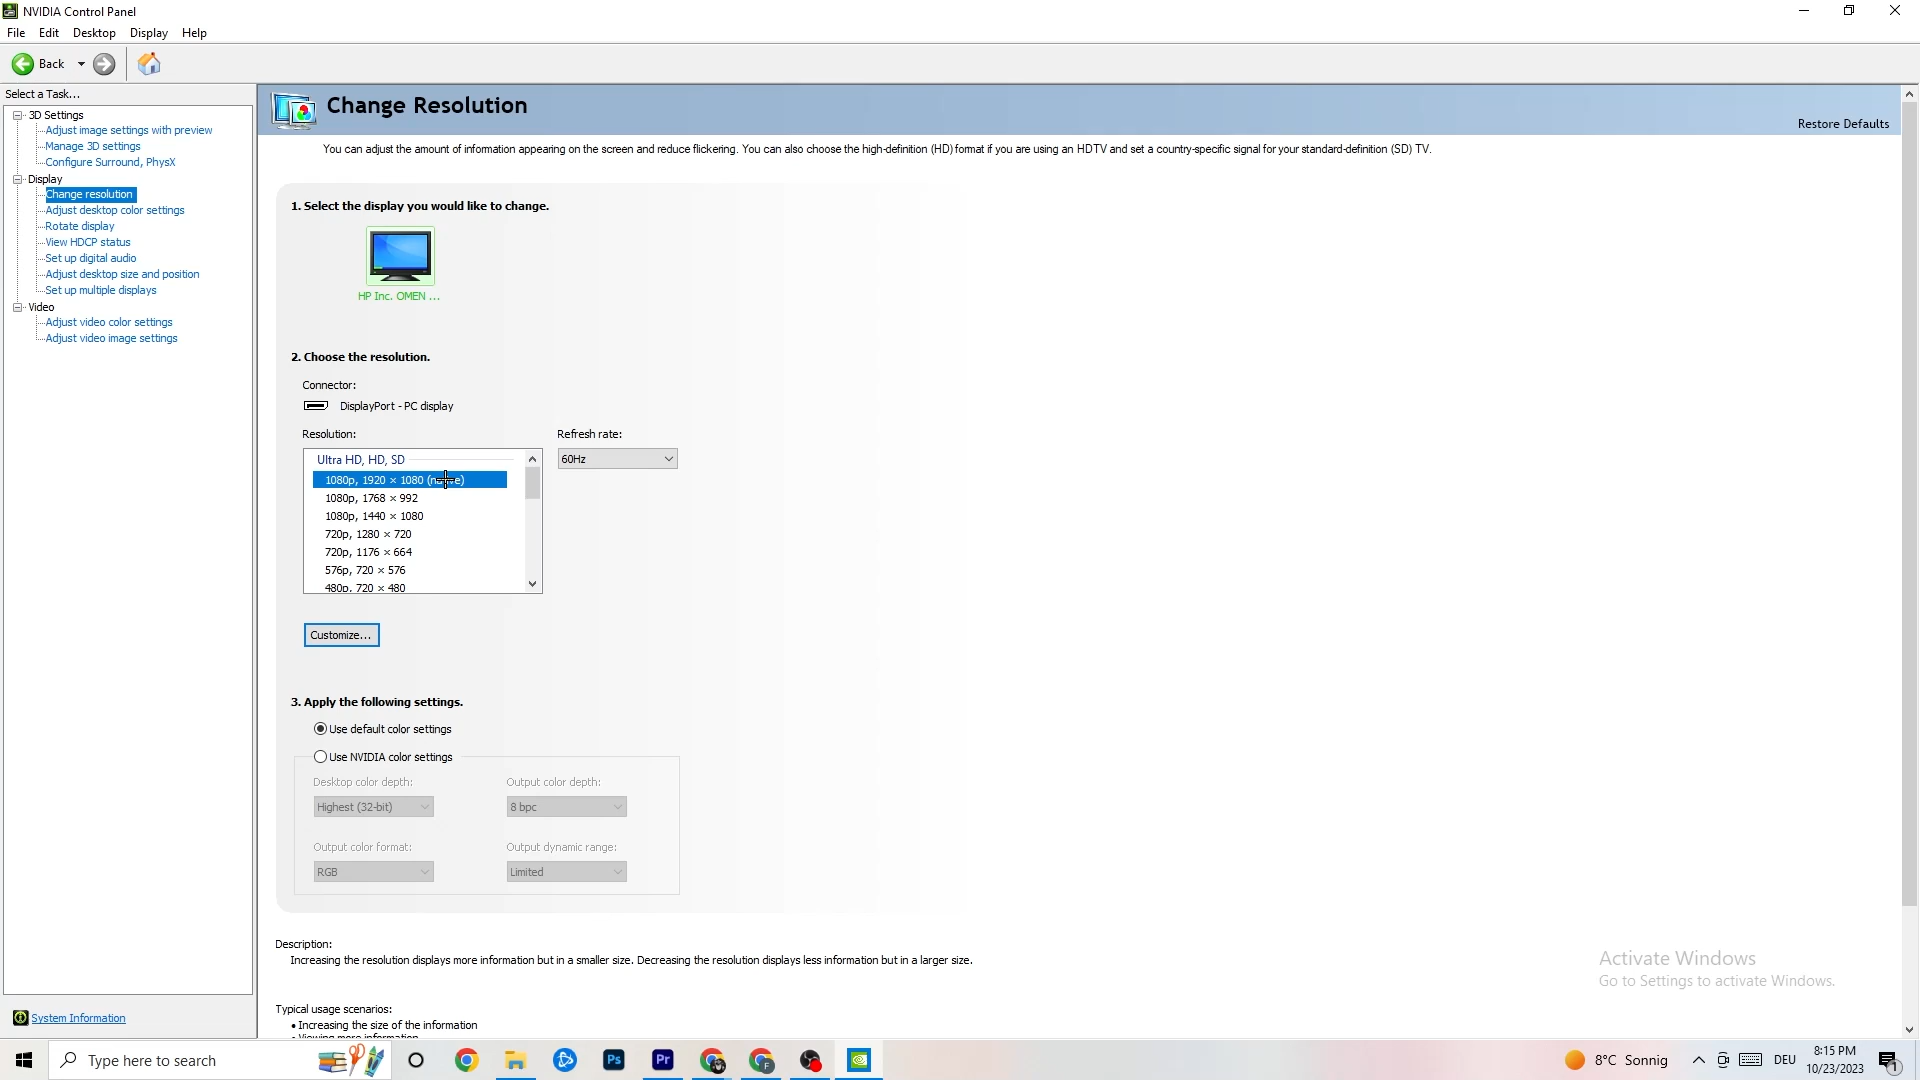 NVIDIA Control Panel
File Edit Desktop Display Help
Back
Select a Task...
3D Settings
Adjust image settings with preview
Manage 3D settings
Configure Surround, PhysX
Display
Change resolution
Adjust desktop color settings
Rotate display
View HDCP status
Set up digital audio
Adjust desktop size and position
Set up multiple displays
Video
Adjust video color settings
Adjust video image settings
System Information
Change Resolution
Restore Defaults
You can adjust the amount of information appearing on the screen and reduce flickering. You can also choose the high-definition (HD) format if you are using an HDTV and set a country-specific signal for your standard-definition (SD) TV.
1. Select the display you would like to change.
HP Inc. OMEN ...
2. Choose the resolution.
Connector:
DisplayPort - PC display
Resolution:
Refresh rate:
Ultra HD, HD, SD
60Hz
1080p, 1920 × 1080
1080p, 1768 × 992
1080p, 1440 × 1080
720p, 1280 × 720
720p, 1176 × 664
576p, 720 × 576
480p, 720 × 480
Customize...
3. Apply the following settings.
Use default color settings
Use NVIDIA color settings
Desktop color depth:
Output color depth:
Highest (32-bit)
8 bpc
Output color format:
Output dynamic range:
RGB
Limited
Description:
Increasing the resolution displays more information but in a smaller size. Decreasing the resolution displays less information but in a larger size.
Typical usage scenarios:
• Increasing the size of the information
• Viewing more information
Activate Windows
Go to Settings to activate Windows.
Type here to search
Ps
Pr
F
8°C Sonnig
DEU
8:15 PM
10/23/2023
1